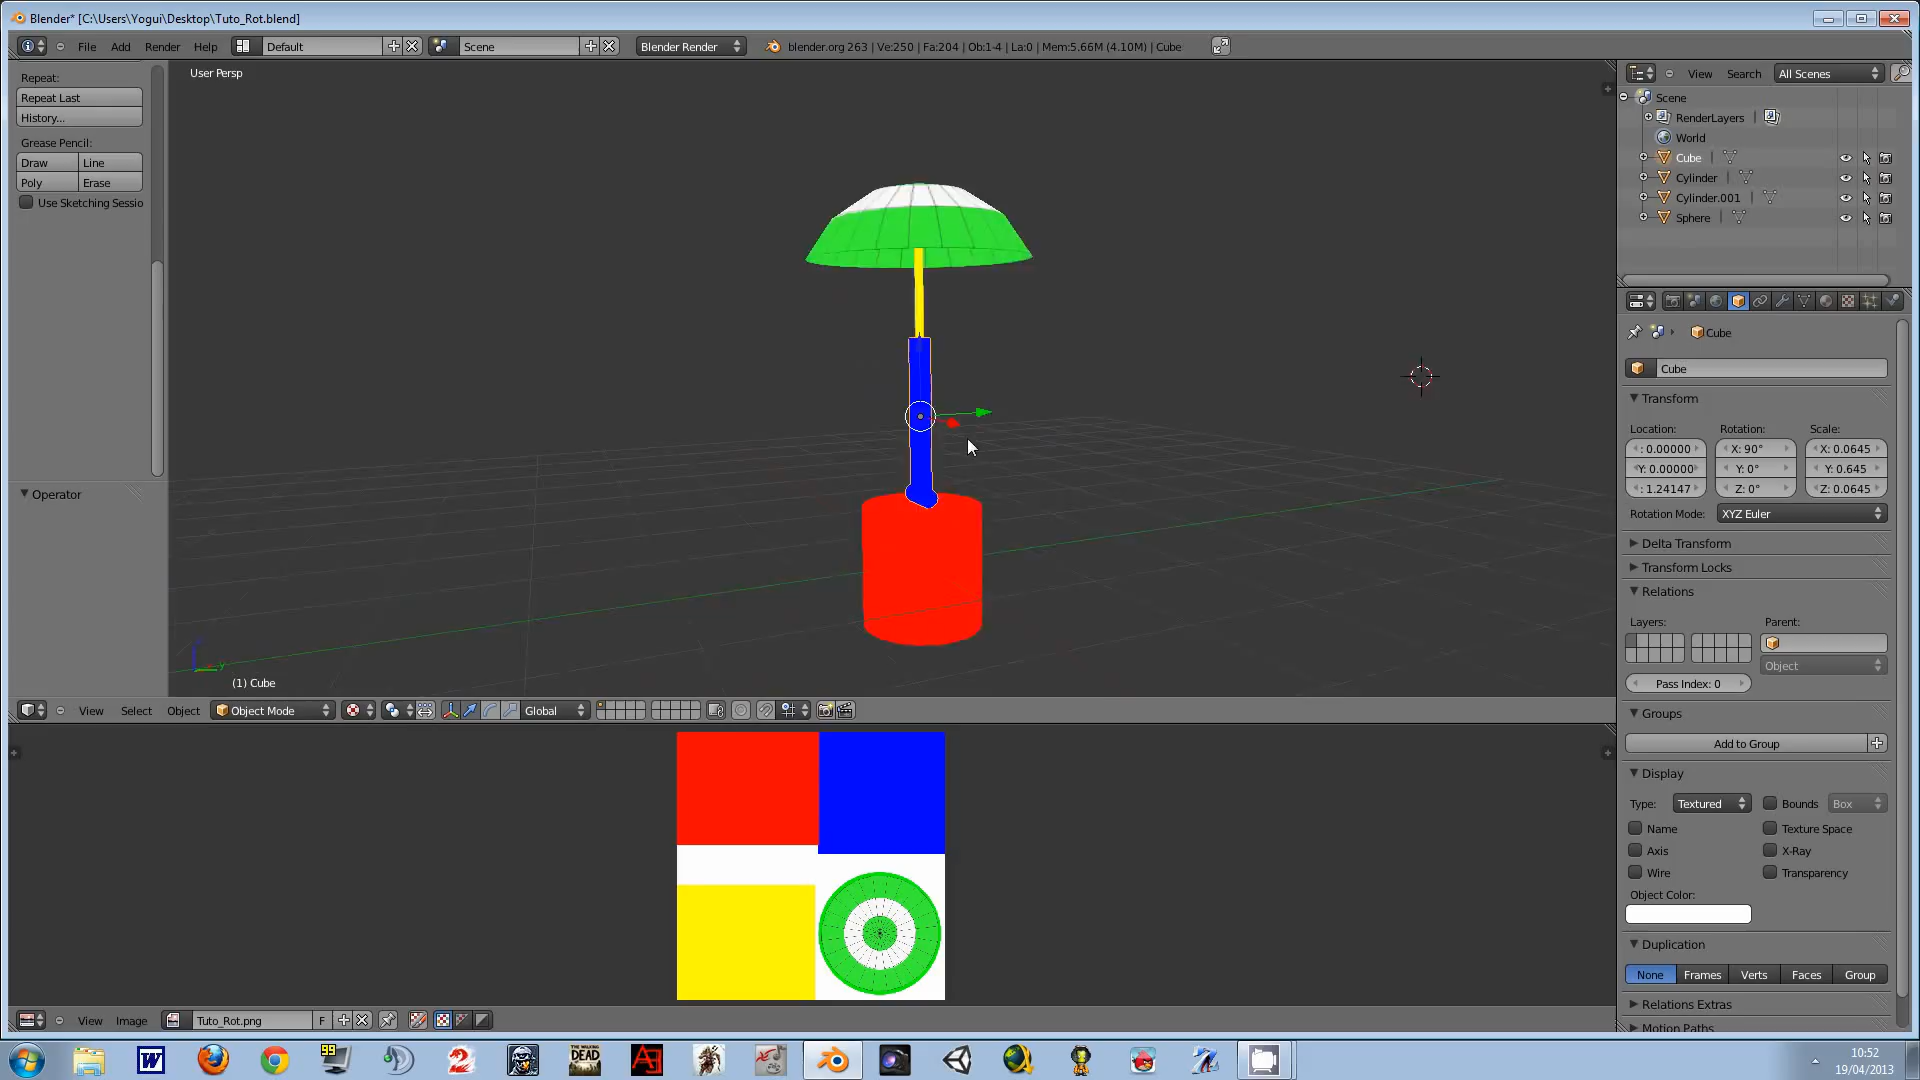 Blender* [C:\Users\Yogui\Desktop\Tuto_Rot.blend]
File Add Render Help Default Scene Blender Render blender.org 263 | Ve:250 | Fa:204 | Ob:1-4 | La:0 | Mem:5.66M (4.10M) | Cube
Repeat:
Repeat Last
History...
Grease Pencil:
Draw Line
Poly Erase
Use Sketching Sessio
Operator
User Persp
(1) Cube
View Select Object Object Mode Global
View Image Tuto_Rot.png F
View Search All Scenes
Scene
RenderLayers
World
Cube
Cylinder
Cylinder.001
Sphere
Cube
Cube
Transform
Location: Rotation: Scale:
: 0.00000 X: 90° X: 0.0645
Y: 0.00000 Y: 0° Y: 0.645
: 1.24147 Z: 0° Z: 0.0645
Rotation Mode: XYZ Euler
Delta Transform
Transform Locks
Relations
Layers: Parent:
Object
Pass Index: 0
Groups
Add to Group
Display
Type: Textured Bounds Box
Name Texture Space
Axis X-Ray
Wire Transparency
Object Color:
Duplication
None Frames Verts Faces Group
Relations Extras
Motion Paths
99
W
DEAD
10:52
19/04/2013